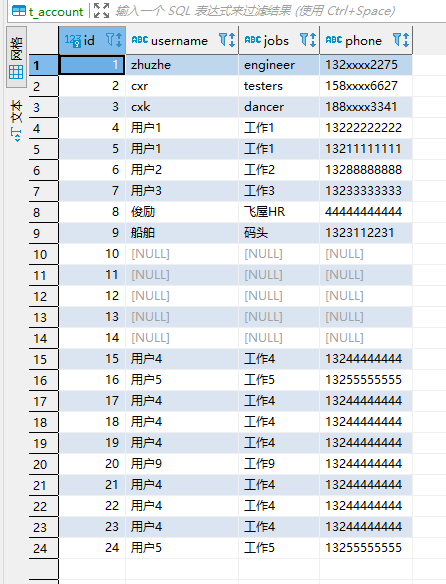 t_account 输入一个 SQL 表达式来过滤结果 (使用 Ctrl+Space)
网格
文本
123 id ABC username ABC jobs ABC phone
1 1 zhuzhe engineer 132xxxx2275
2 2 cxr testers 158xxxx6627
3 3 cxk dancer 188xxxx3341
4 4 用户1 工作1 13222222222
5 5 用户1 工作1 13211111111
6 6 用户2 工作2 13288888888
7 7 用户3 工作3 13233333333
8 8 俊励 飞屋HR 44444444444
9 9 船舶 码头 1323112231
10 10 [NULL] [NULL] [NULL]
11 11 [NULL] [NULL] [NULL]
12 12 [NULL] [NULL] [NULL]
13 13 [NULL] [NULL] [NULL]
14 14 [NULL] [NULL] [NULL]
15 15 用户4 工作4 13244444444
16 16 用户5 工作5 13255555555
17 17 用户4 工作4 13244444444
18 18 用户4 工作4 13244444444
19 19 用户4 工作4 13244444444
20 20 用户9 工作9 13244444444
21 21 用户4 工作4 13244444444
22 22 用户4 工作4 13244444444
23 23 用户4 工作4 13244444444
24 24 用户5 工作5 13255555555